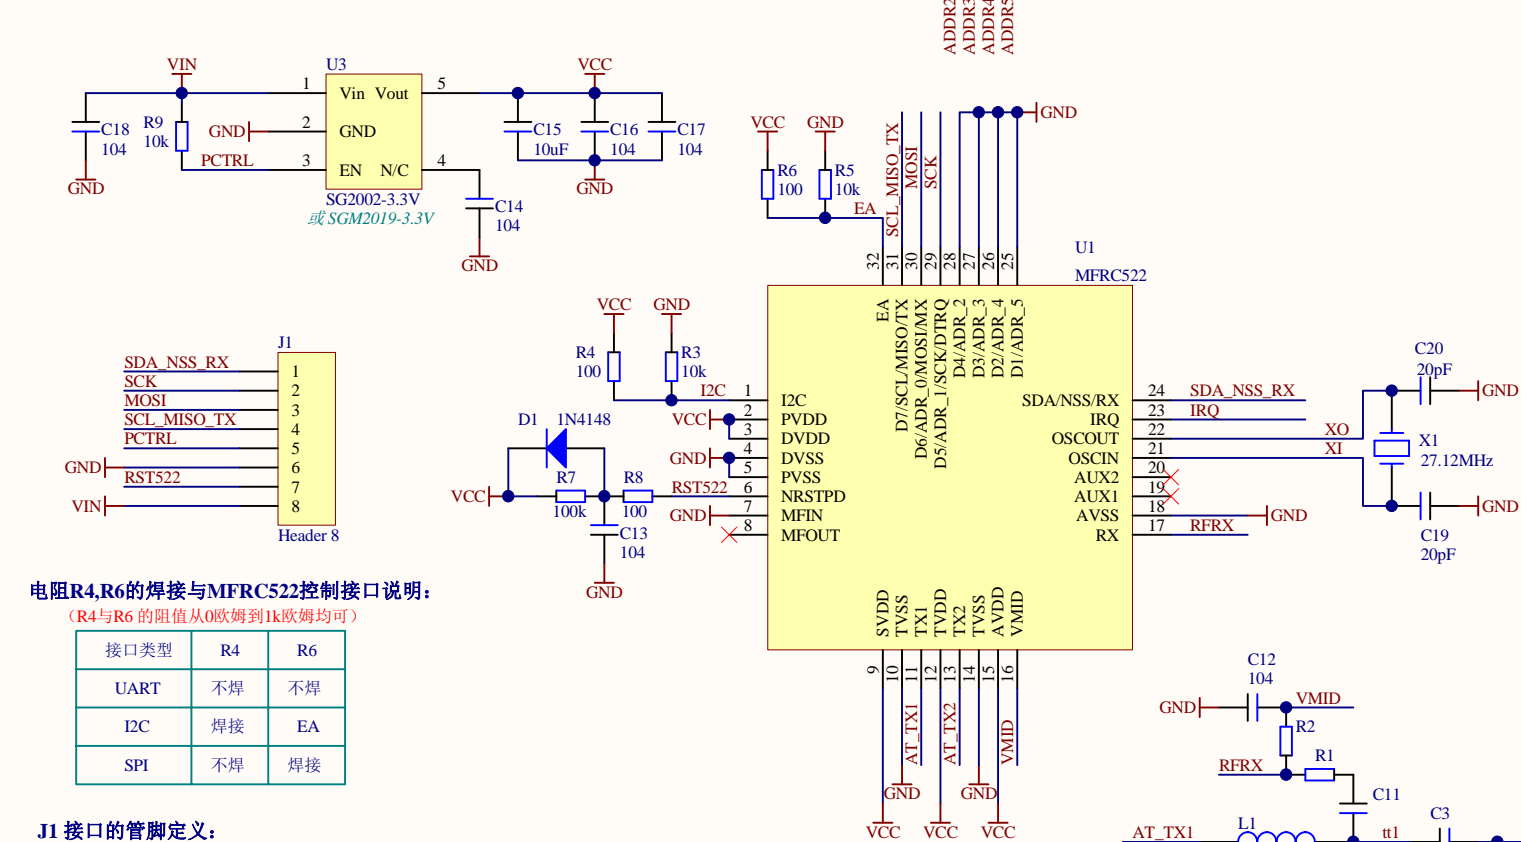 ADDR2
ADDR3
ADDR4
ADDR5
VIN
U3
VCC
1
Vin
Vout
5
C18
104
R9
10k
GND
2
GND
C15
10uF
C16
104
C17
104
PCTRL
3
EN
N/C
4
GND
SG2002-3.3V
或 SGM2019-3.3V
C14
104
GND
GND
VCC
GND
R6
100
R5
10k
EA
SCL_MISO_TX
MOSI
SCK
GND
32
31
30
29
28
27
26
25
U1
MFRC522
EA
D7/SCL/MISO/TX
D6/ADR_0/MOSI/MX
D5/ADR_1/SCK/DTRQ
D4/ADR_2
D3/ADR_3
D2/ADR_4
D1/ADR_5
VCC
GND
R4
100
R3
10k
I2C
1
I2C
VCC
2
PVDD
3
DVDD
GND
4
DVSS
5
PVSS
RST522
6
NRSTPD
GND
7
MFIN
8
MFOUT
D1
1N4148
VCC
R7
100k
R8
100
C13
104
GND
J1
SDA_NSS_RX
1
SCK
2
MOSI
3
SCL_MISO_TX
4
PCTRL
5
GND
6
RST522
7
VIN
8
Header 8
SDA/NSS/RX
24
SDA_NSS_RX
IRQ
23
IRQ
OSCOUT
22
XO
OSCIN
21
XI
AUX2
20
AUX1
19
AVSS
18
GND
RX
17
RFRX
C20
20pF
GND
X1
27.12MHz
C19
20pF
GND
SVDD
TVSS
TX1
TVDD
TX2
TVSS
AVDD
VMID
9
10
11
12
13
14
15
16
AT_TX1
AT_TX2
VMID
GND
GND
VCC
VCC
VCC
电阻R4,R6的焊接与MFRC522控制接口说明：
（R4与R6 的阻值从0欧姆到1k欧姆均可）
接口类型 R4 R6
UART 不焊 不焊
I2C 焊接 EA
SPI 不焊 焊接
J1 接口的管脚定义：
C12
104
GND
VMID
R2
RFRX
R1
C11
AT_TX1
L1
tt1
C3